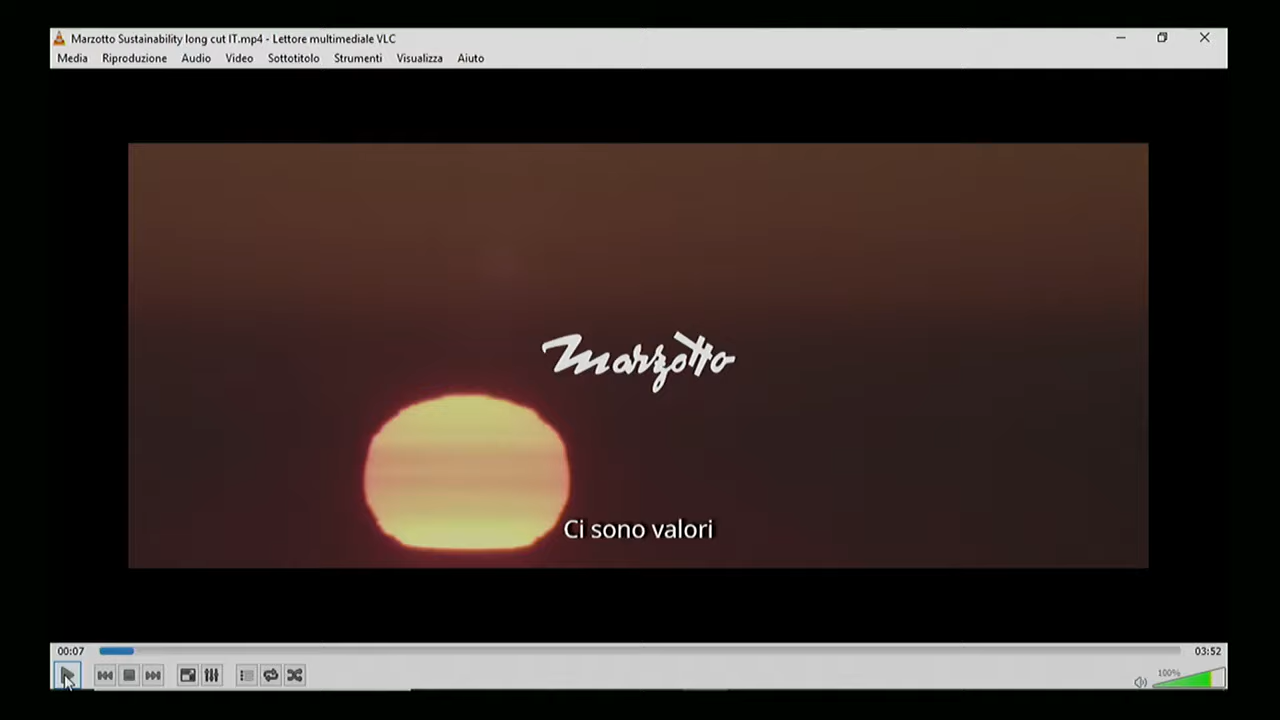 Marzotto Sustainability long cut IT.mp4 - Lettore multimediale VLC
Media Riproduzione Audio Video Sottotitolo Strumenti Visualizza Aiuto
Marzotto
Ci sono valori
00:07 03:52
100%